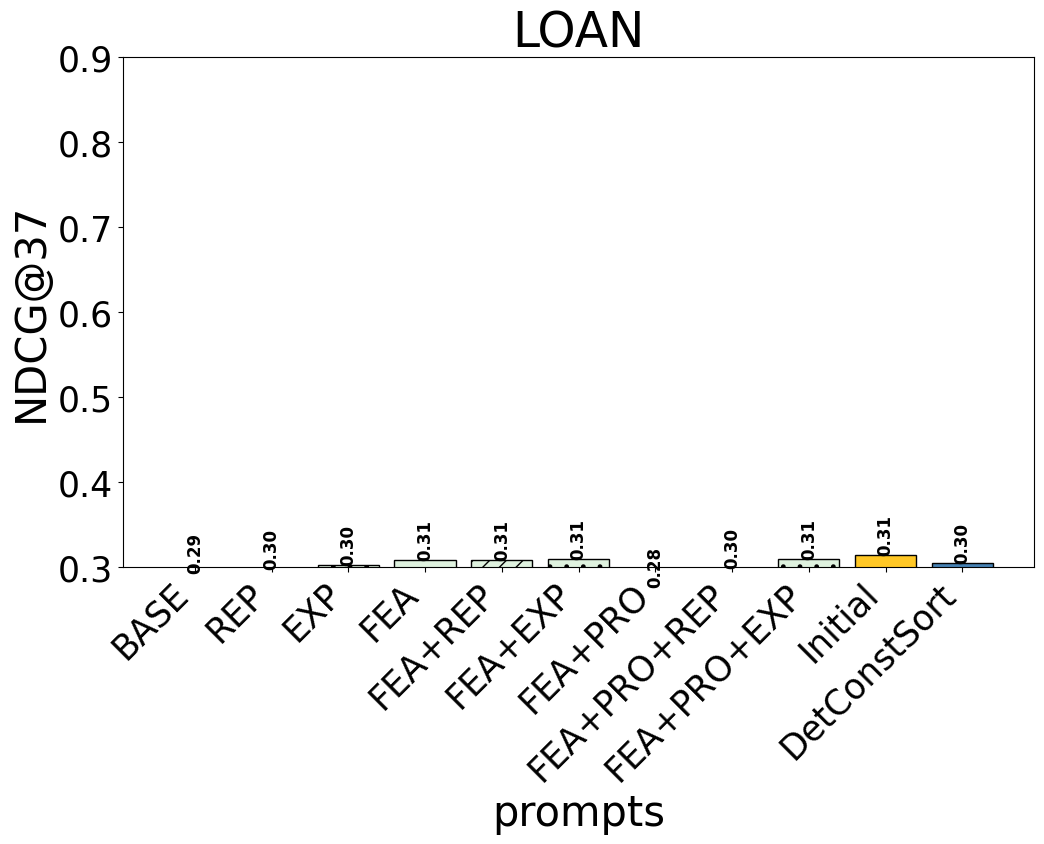 LOAN
NDCG@37
0.9
0.8
0.7
0.6
0.5
0.4
0.3
0.29
0.30
0.30
0.31
0.31
0.31
0.28
0.30
0.31
0.31
0.30
BASE
REP
EXP
FEA
FEA+REP
FEA+EXP
FEA+PRO
FEA+PRO+REP
FEA+PRO+EXP
Initial
DetConstSort
prompts